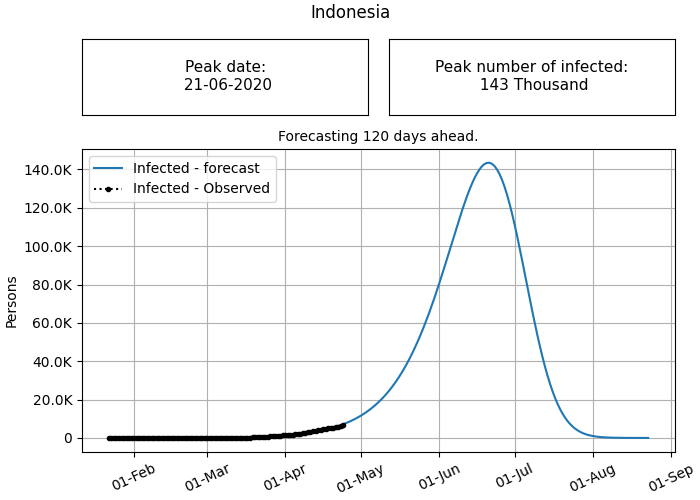 Indonesia
Peak date:
21-06-2020
Peak number of infected:
143 Thousand
Forecasting 120 days ahead.
Infected - forecast
Infected - Observed
Persons
140.0K
120.0K
100.0K
80.0K
60.0K
40.0K
20.0K
0
01-Feb
01-Mar
01-Apr
01-May
01-Jun
01-Jul
01-Aug
01-Sep